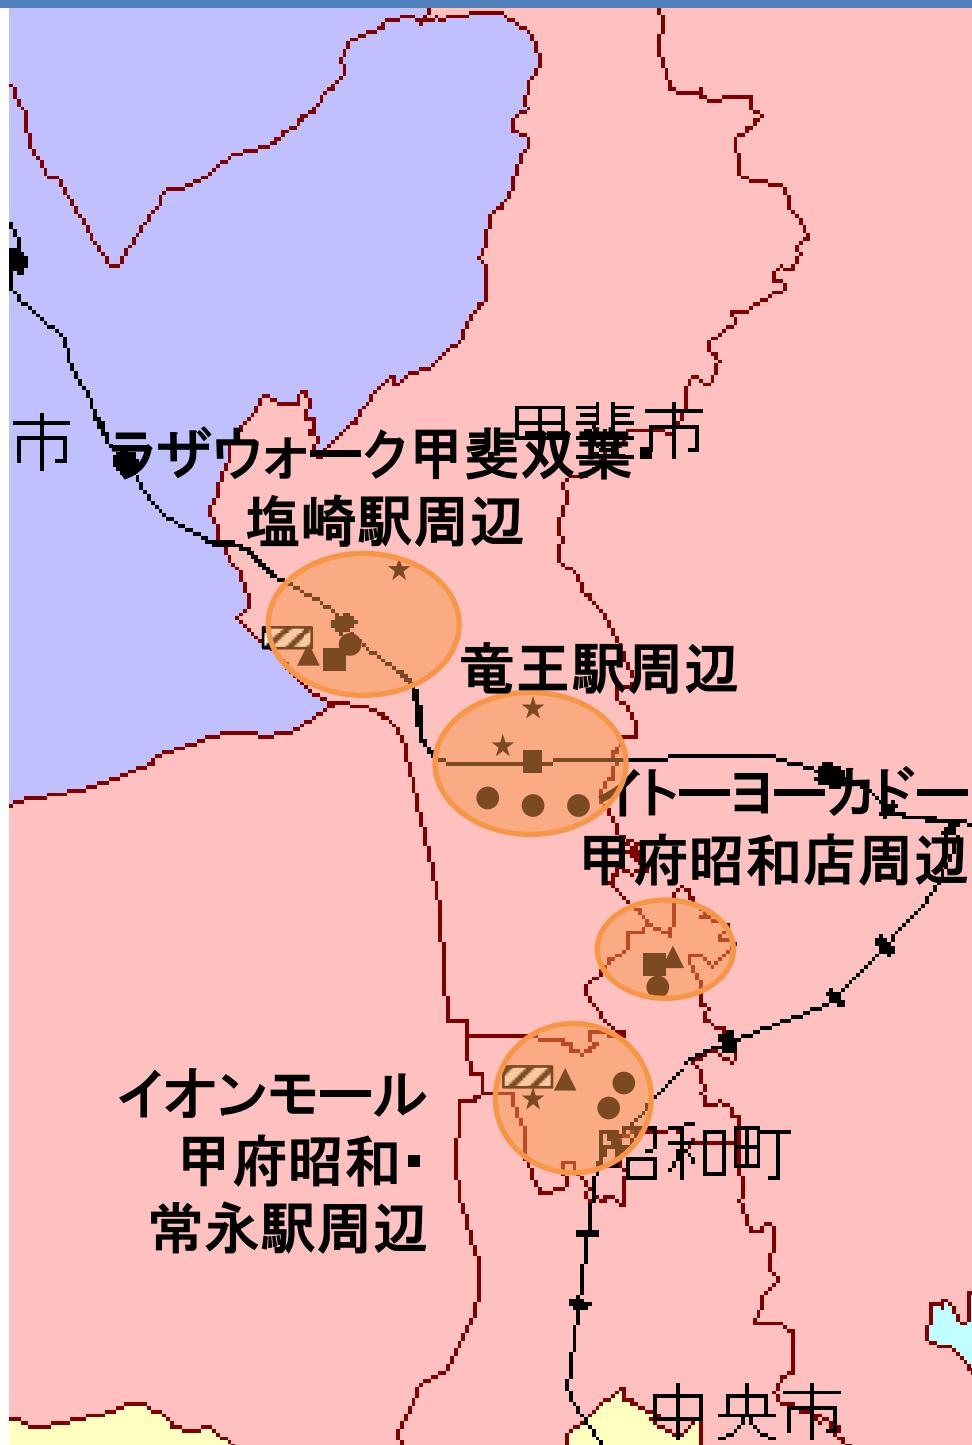 甲斐市
市
ラザウォーク甲斐双葉・
塩崎駅周辺
竜王駅周辺
イトーヨーカドー
甲府昭和店周辺
イオンモール
甲府昭和・
常永駅周辺
昭和町
中央市